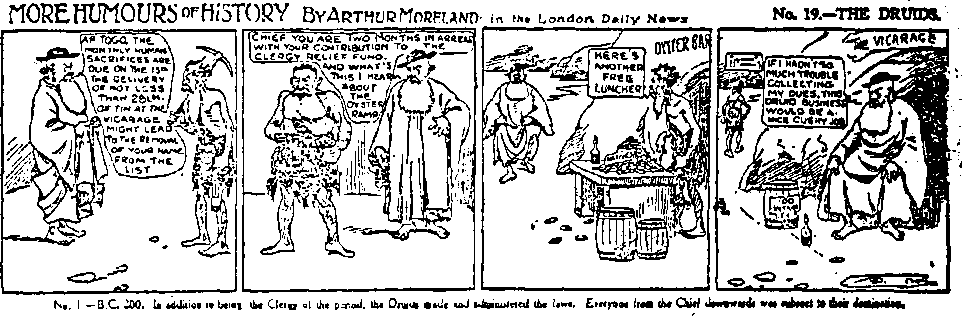 MORE HUMOURS OF HISTORY BY ARTHUR MORELAND in the London Daily News No. 19.—THE DRUIDS.
AS TOGO, THE
MONTHLY HUMAN
SACRIFICES ARE
DUE ON THE 15TH
THE DELIVERY
OF NOT LESS
THAN 28LM.
OF TIN AT THE
VICARAGE
MIGHT LEAD
TO THE REMOVAL
OF YOUR NAME
FROM THE
LIST
CHIEF YOU ARE TWO MONTHS IN ARREAR
WITH YOUR CONTRIBUTION TO THE
CLERGY RELIEF FUND.
AND WHAT'S
THIS I HEAR
ABOUT
THE
OYSTER
RAMP
OYSTER BAR
HERE'S
ANOTHER
FREE
LUNCHER
THE VICARAGE
IF I HADN'T SO
MUCH TROUBLE
COLLECTING
MY DUES, THIS
DRUID BUSINESS
WOULD BE A
NICE CUSHY JOB
No. 1—B.C. 200. In addition to being the Clergy of the period, the Druids made and administered the laws. Everyone from the Chief downwards was subject to their domination.